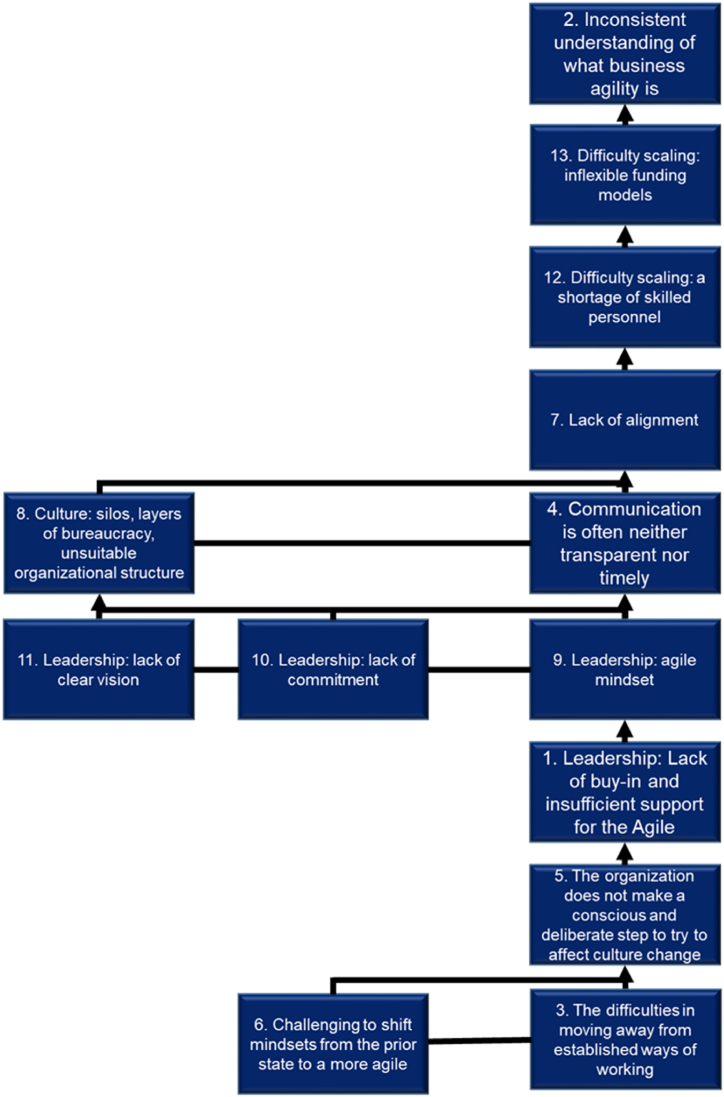 2. Inconsistent
understanding of
what business
agility is
13. Difficulty scaling:
inflexible funding
models
12. Difficulty scaling: a
shortage of skilled
personnel
7. Lack of alignment
8. Culture: silos, layers
of bureaucracy,
unsuitable
organizational structure
4. Communication
is often neither
transparent nor
timely
11. Leadership: lack of
clear vision
10. Leadership: lack of
commitment
9. Leadership: agile
mindset
1. Leadership: Lack
of buy-in and
insufficient support
for the Agile
5. The organization
does not make a
conscious and
deliberate step to try to
affect culture change
6. Challenging to shift
mindsets from the prior
state to a more agile
3. The difficulties in
moving away from
established ways of
working